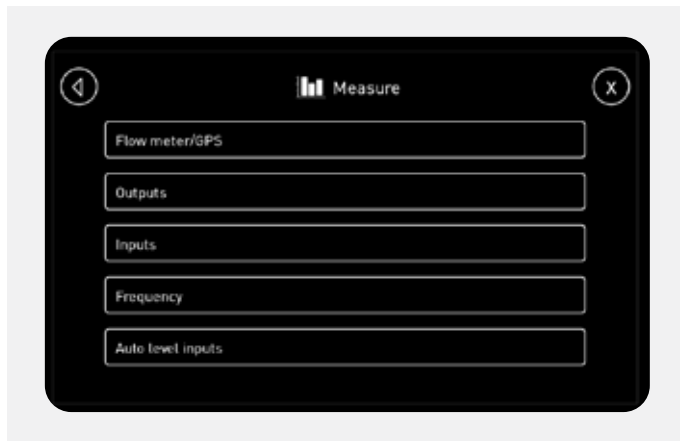 Measure
X
Flow meter/GPS
Outputs
Inputs
Frequency
Auto level inputs